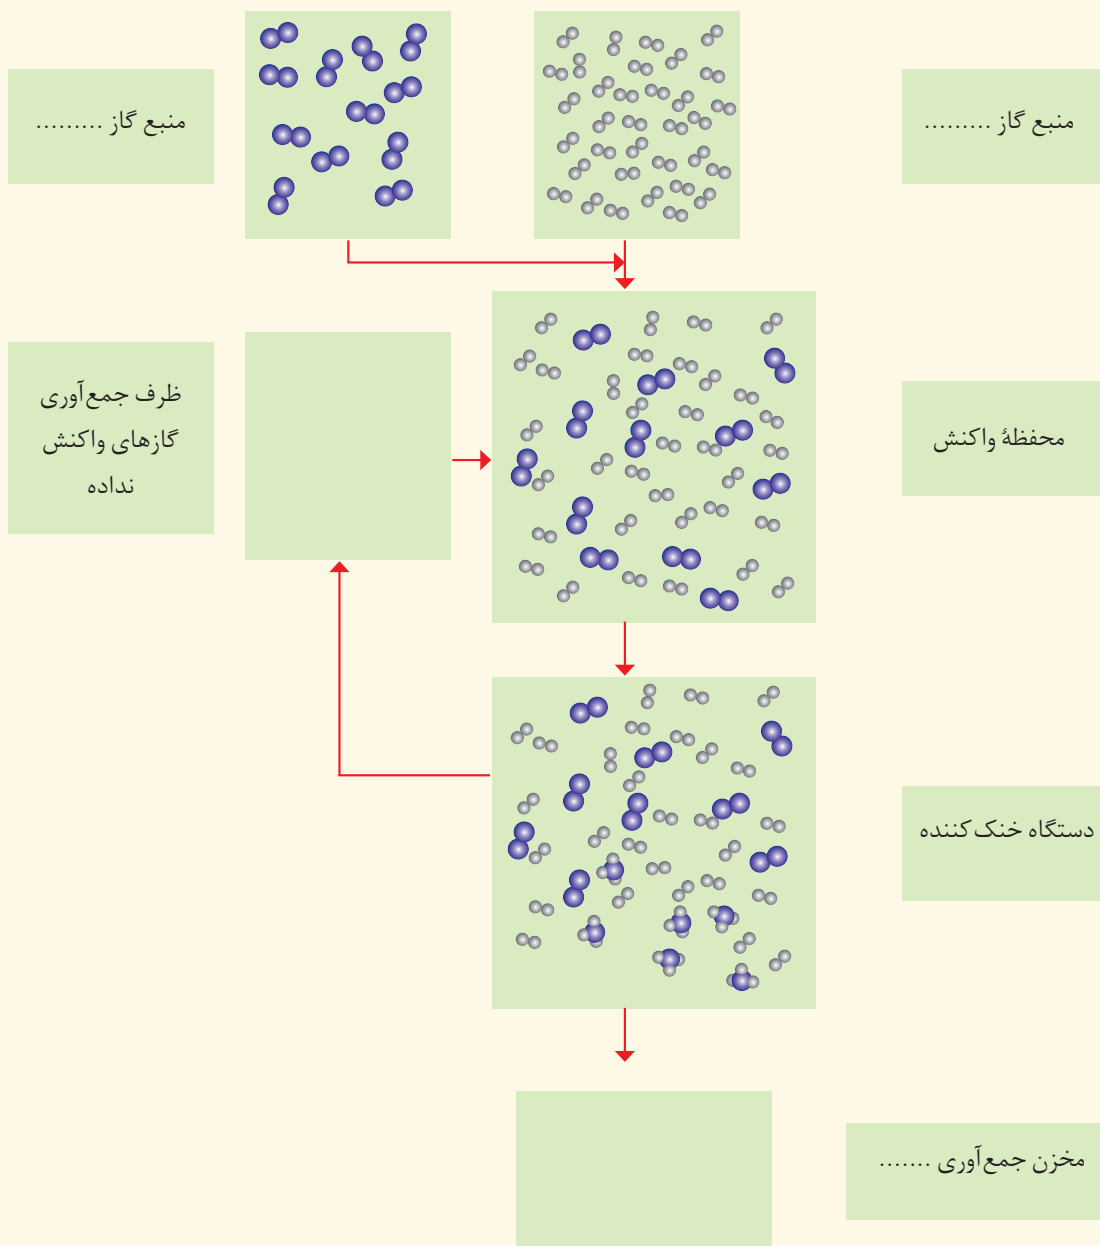 منبع گاز .........
منبع گاز .........
محفظهٔ واکنش
ظرف جمع‌آوری
گازهای واکنش
نداده
دستگاه خنک‌کننده
مخزن جمع‌آوری .......